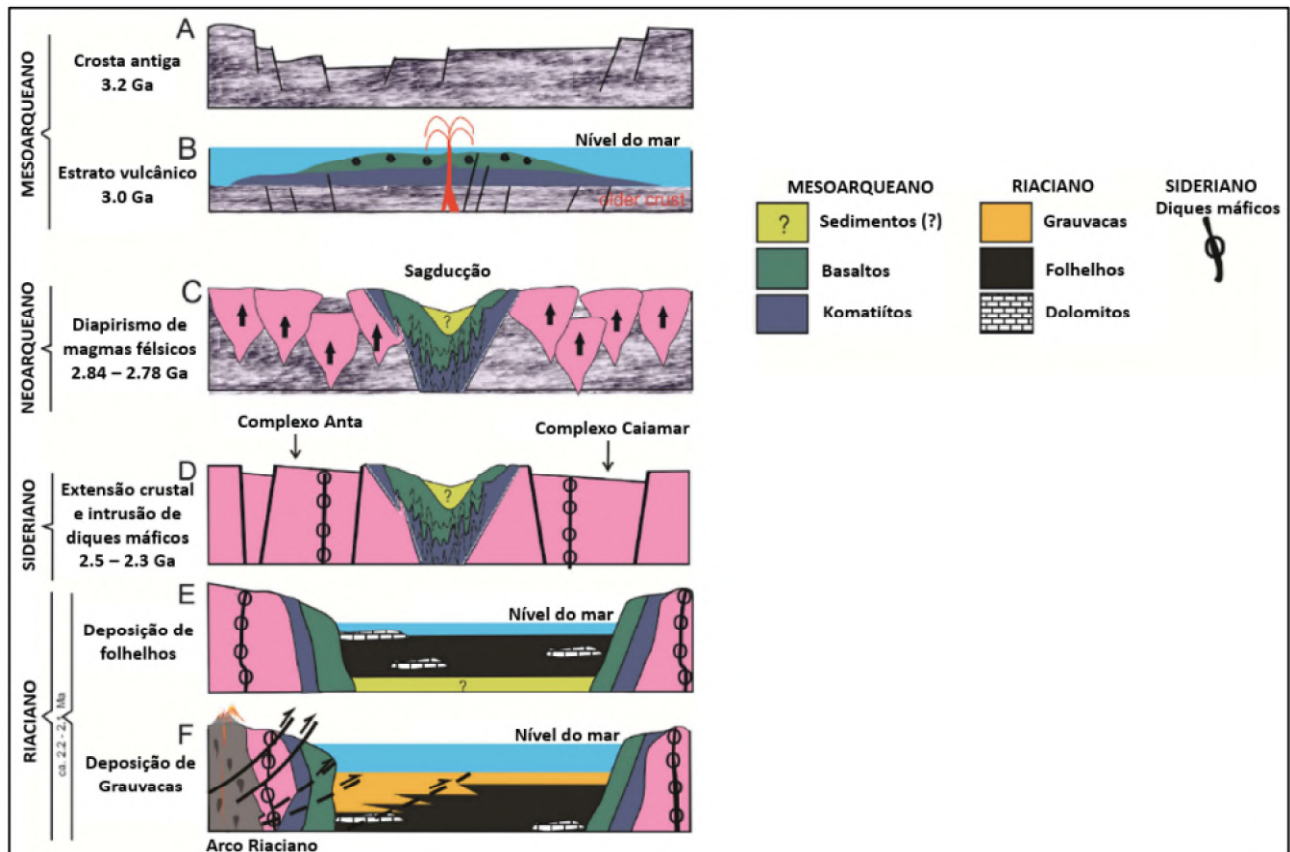 MESOARQUEANO
A
Crosta antiga
3.2 Ga
B
Nível do mar
Estrato vulcânico
3.0 Ga
older crust
NEOARQUEANO
Sagducção
C
?
Diapirismo de
magmas félsicos
2.84 – 2.78 Ga
SIDERIANO
Complexo Anta
Complexo Caiamar
D
?
Extensão crustal
e intrusão de
diques máficos
2.5 – 2.3 Ga
RIACIANO
E
Nível do mar
Deposição de
folhelhos
?
F
Nível do mar
Deposição de
Grauvacas
Arco Riaciano
MESOARQUEANO
? Sedimentos (?)
Basaltos
Komatiítos
RIACIANO
Grauvacas
Folhelhos
Dolomitos
SIDERIANO
Diques máficos